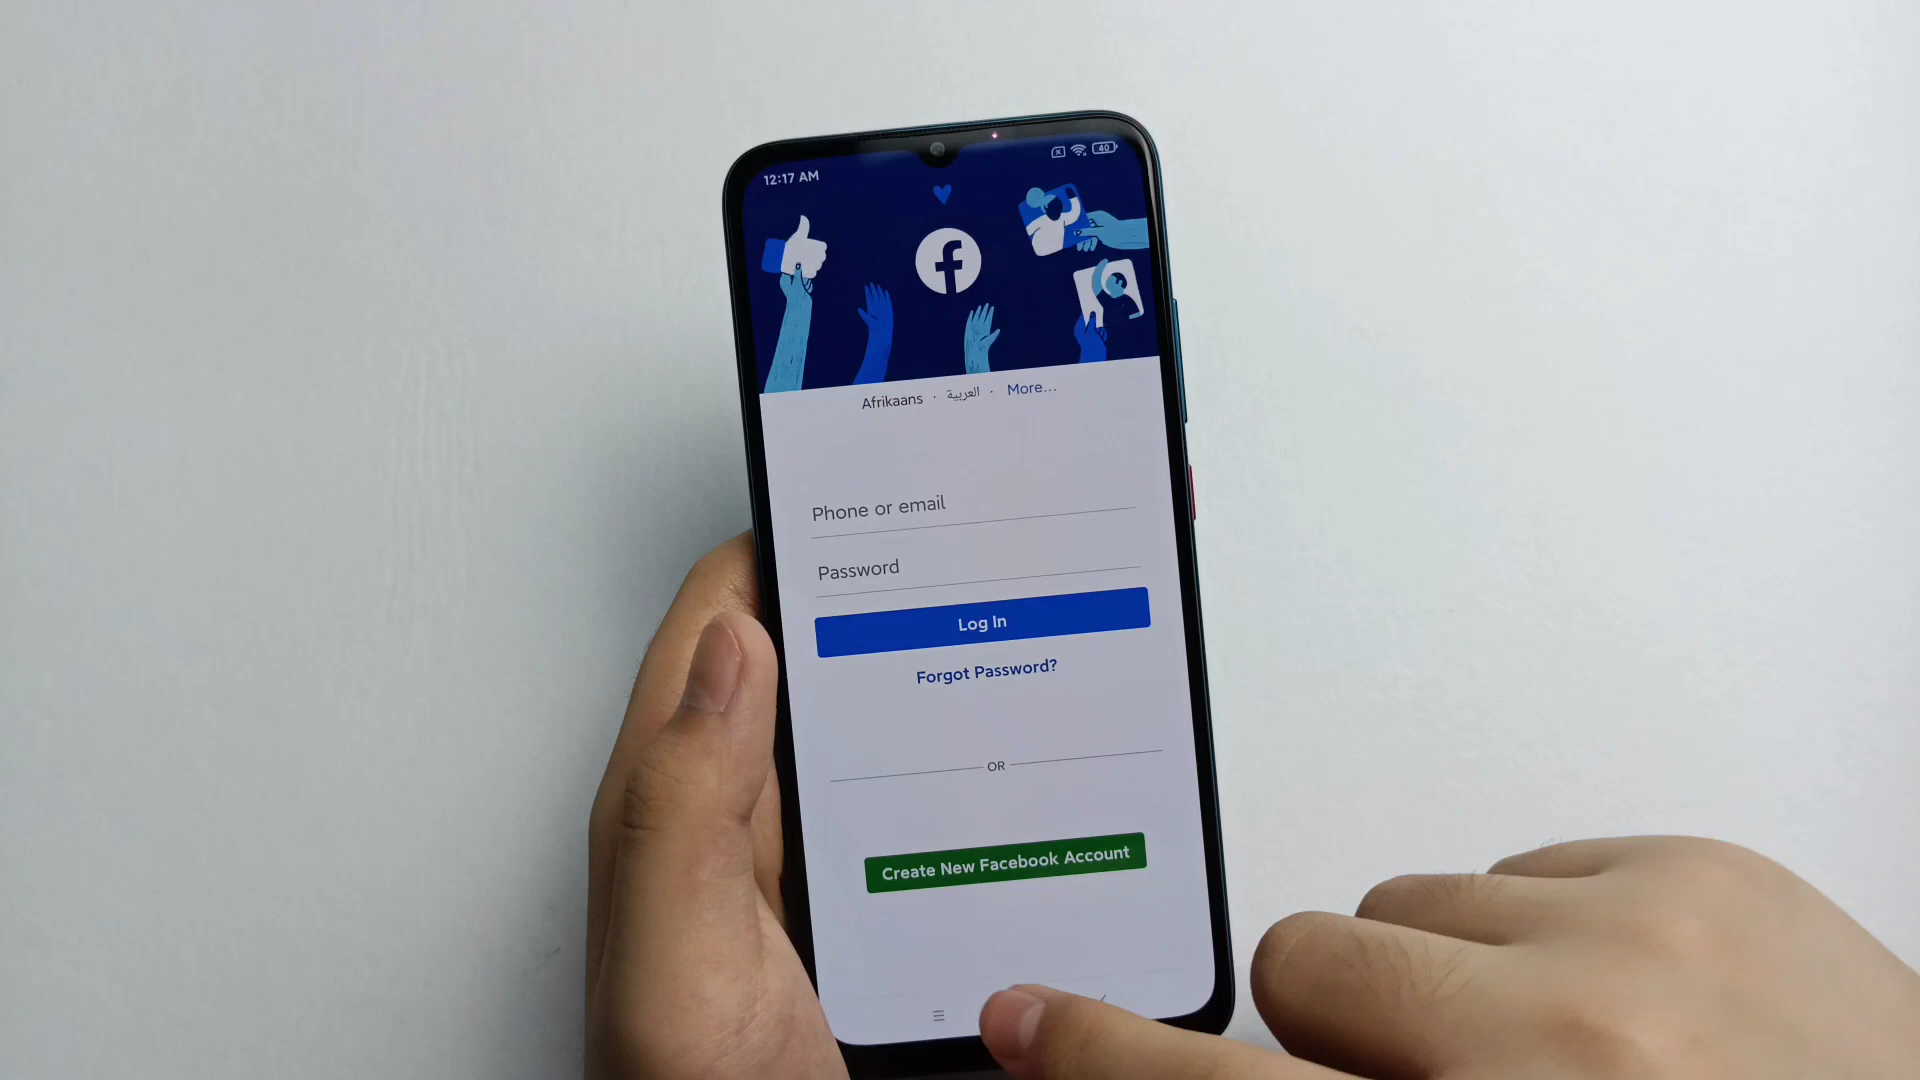 12:17 AM
40
Afrikaans · العربية · More...
Phone or email
Password
Log In
Forgot Password?
OR
Create New Facebook Account